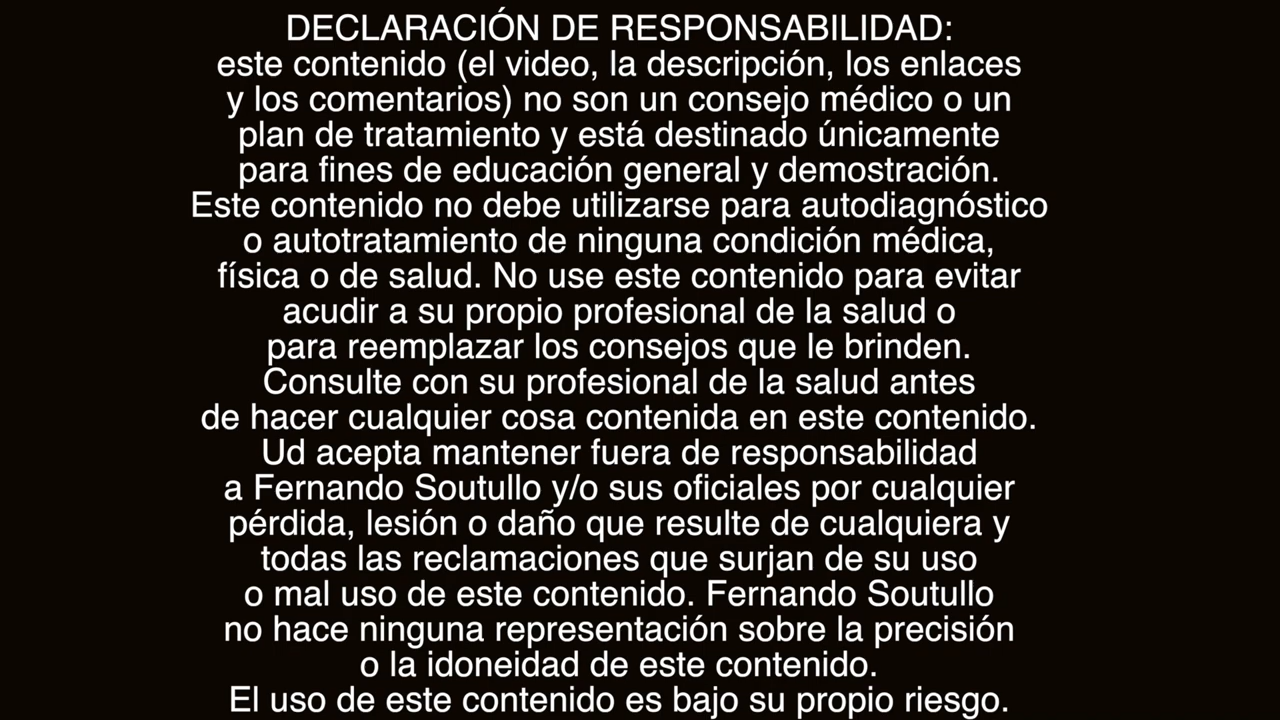 DECLARACIÓN DE RESPONSABILIDAD:
este contenido (el video, la descripción, los enlaces
y los comentarios) no son un consejo médico o un
plan de tratamiento y está destinado únicamente
para fines de educación general y demostración.
Este contenido no debe utilizarse para autodiagnóstico
o autotratamiento de ninguna condición médica,
física o de salud. No use este contenido para evitar
acudir a su propio profesional de la salud o
para reemplazar los consejos que le brinden.
Consulte con su profesional de la salud antes
de hacer cualquier cosa contenida en este contenido.
Ud acepta mantener fuera de responsabilidad
a Fernando Soutullo y/o sus oficiales por cualquier
pérdida, lesión o daño que resulte de cualquiera y
todas las reclamaciones que surjan de su uso
o mal uso de este contenido. Fernando Soutullo
no hace ninguna representación sobre la precisión
o la idoneidad de este contenido.
El uso de este contenido es bajo su propio riesgo.